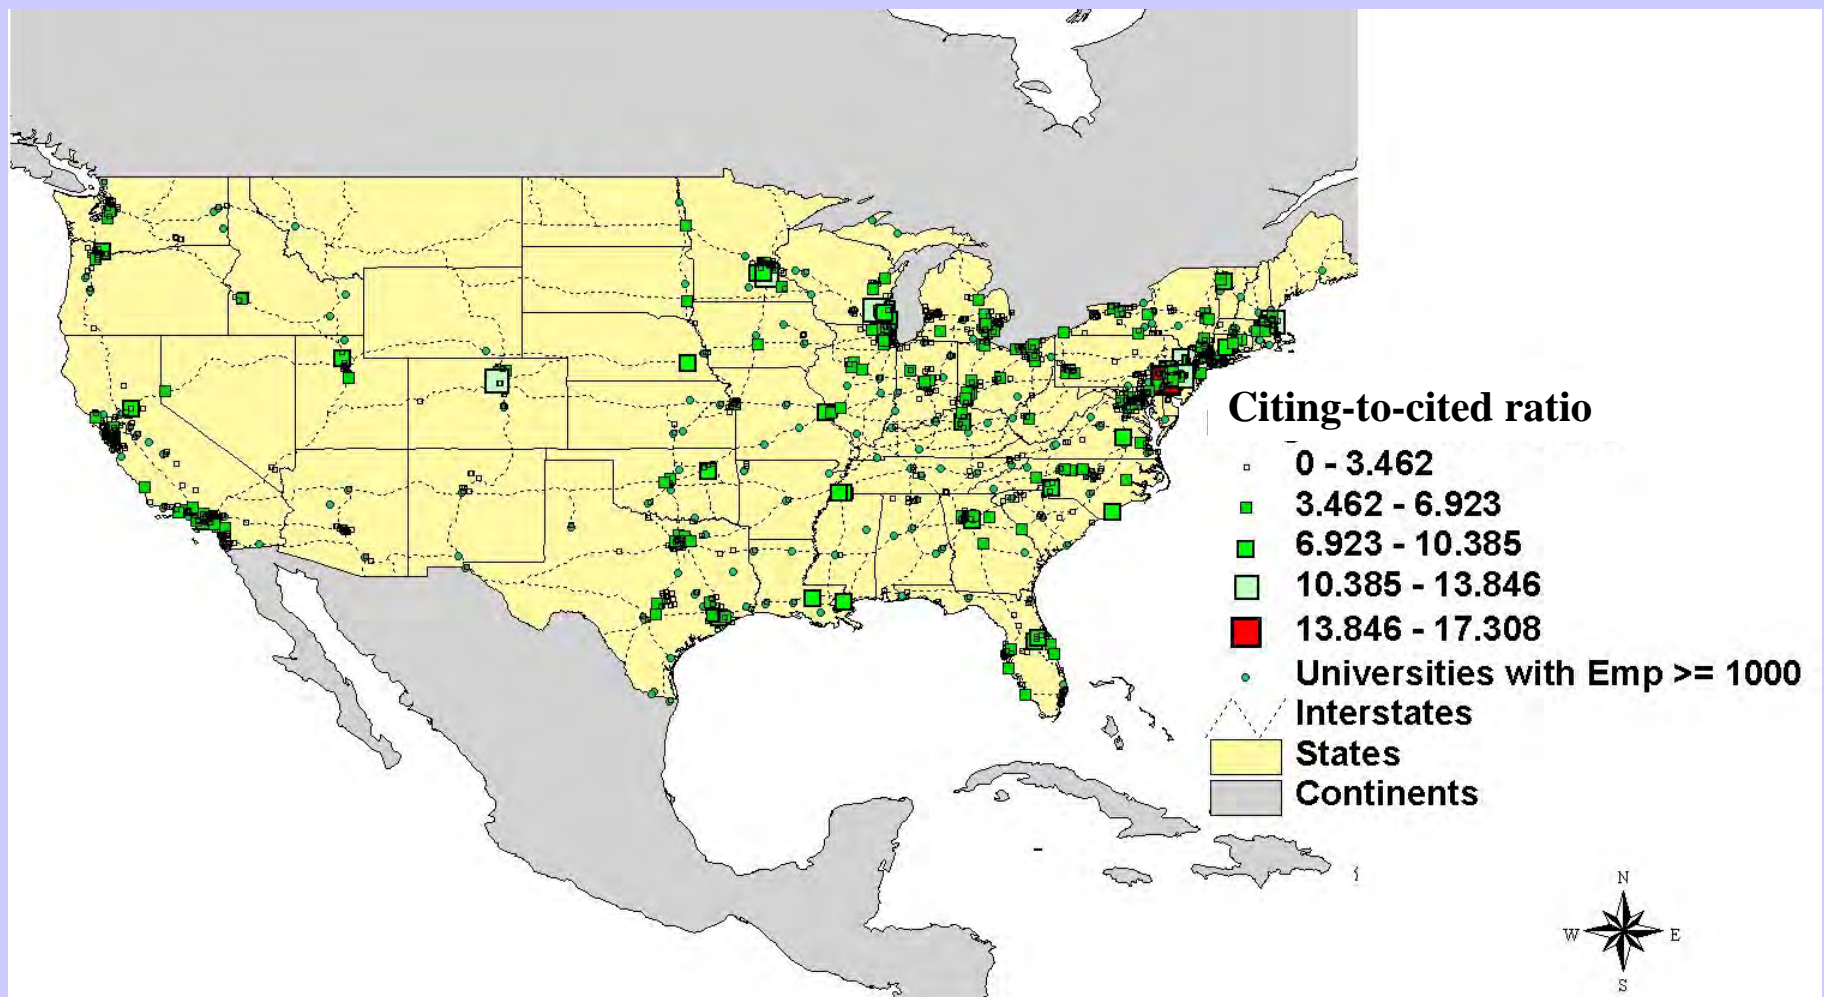 Citing-to-cited ratio
0 - 3.462
3.462 - 6.923
6.923 - 10.385
10.385 - 13.846
13.846 - 17.308
Universities with Emp >= 1000
Interstates
States
Continents
N
W E
S